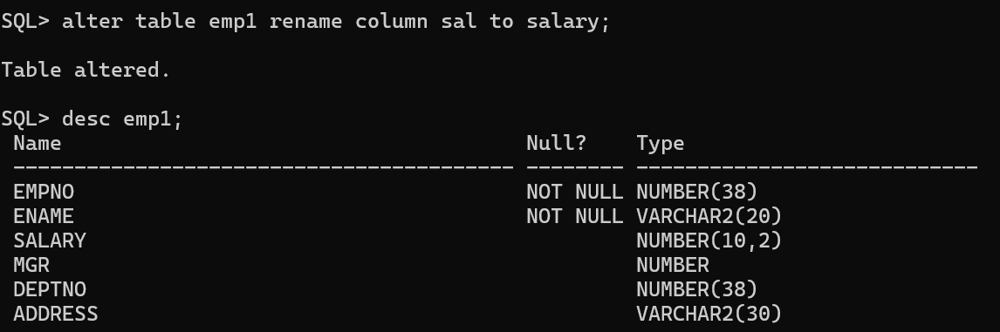 SQL> alter table emp1 rename column sal to salary;
Table altered.
SQL> desc emp1;
 Name                                      Null?    Type
 ----------------------------------------- -------- ----------------------------
 EMPNO                                     NOT NULL NUMBER(38)
 ENAME                                     NOT NULL VARCHAR2(20)
 SALARY                                             NUMBER(10,2)
 MGR                                                NUMBER
 DEPTNO                                             NUMBER(38)
 ADDRESS                                            VARCHAR2(30)